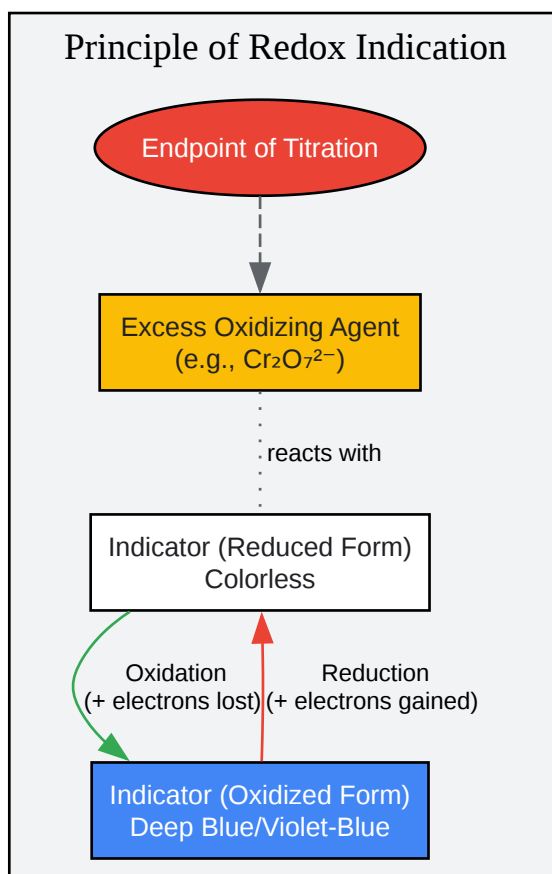 Principle of Redox Indication
Endpoint of Titration
Excess Oxidizing Agent
(e.g., Cr₂O₇²⁻)
reacts with
Indicator (Reduced Form)
Colorless
Oxidation
(+ electrons lost)
Reduction
(+ electrons gained)
Indicator (Oxidized Form)
Deep Blue/Violet-Blue